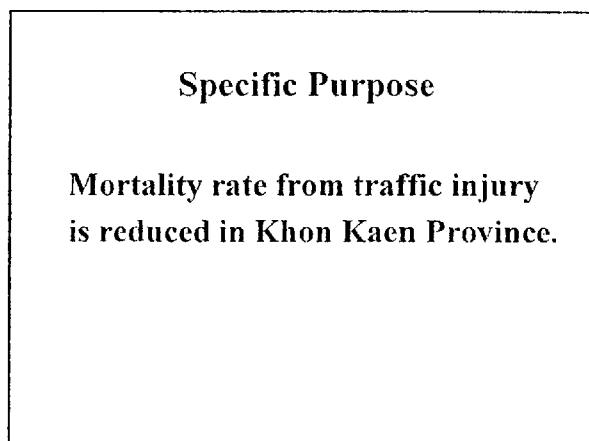 Specific Purpose
Mortality rate from traffic injury
is reduced in Khon Kaen Province.